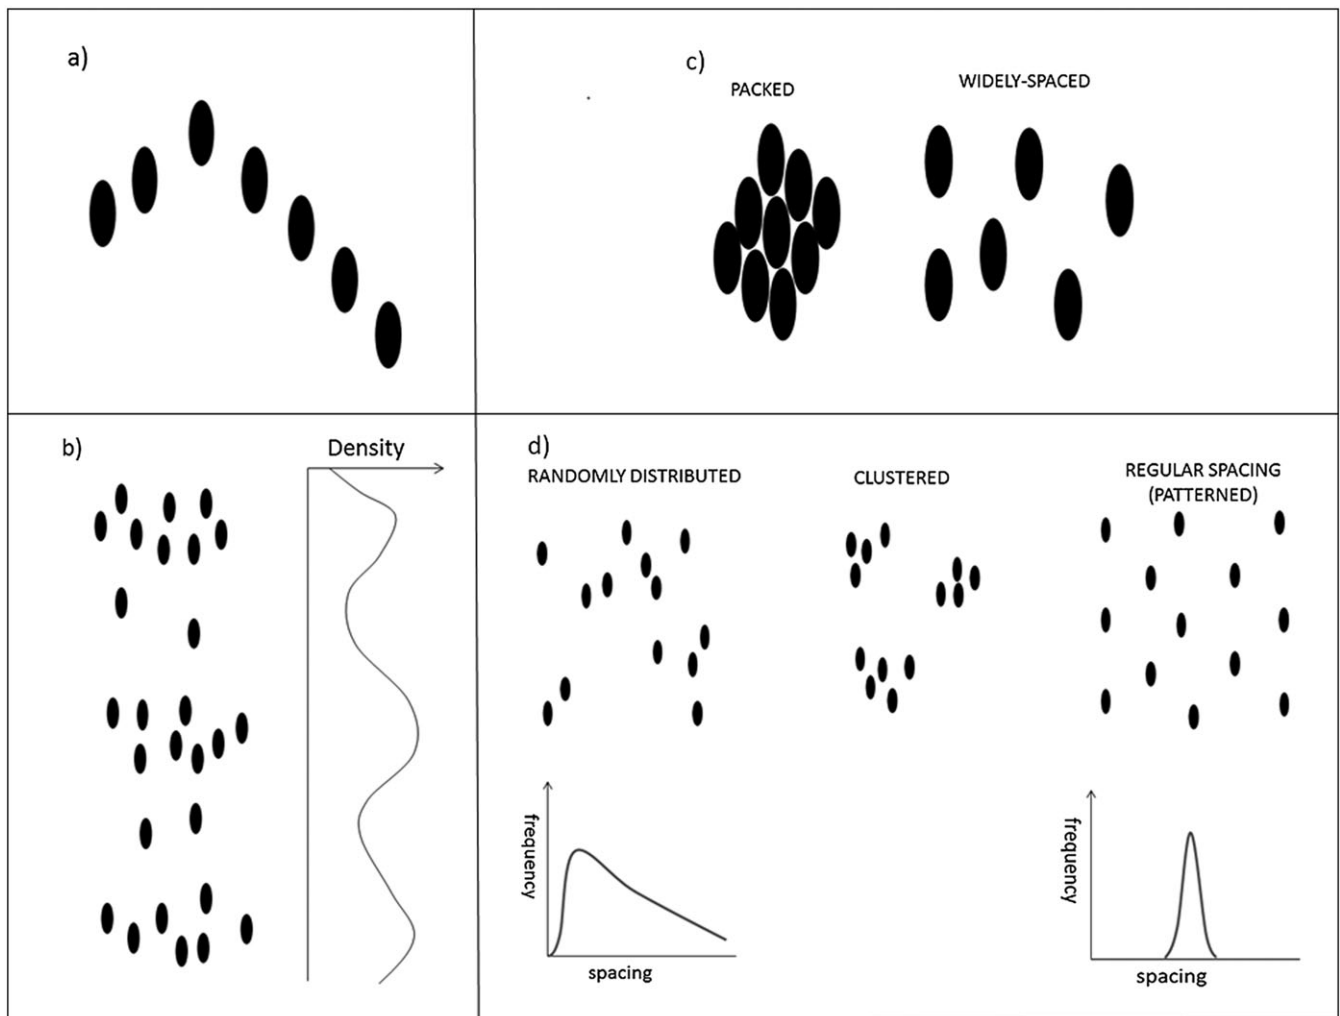 a)
c)
PACKED
WIDELY-SPACED
b)
Density
d)
RANDOMLY DISTRIBUTED
CLUSTERED
REGULAR SPACING
(PATTERNED)
frequency
spacing
frequency
spacing